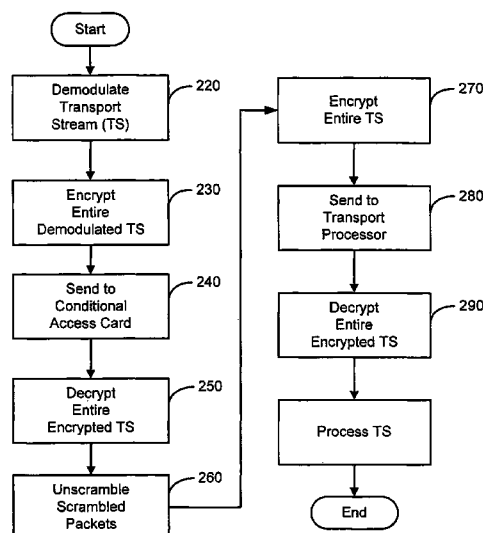 Start
Demodulate
Transport
Stream (TS)
220
Encrypt
Entire
Demodulated TS
230
Send to
Conditional
Access Card
240
Decrypt
Entire
Encrypted TS
250
Unscramble
Scrambled
Packets
260
Encrypt
Entire TS
270
Send to
Transport
Processor
280
Decrypt
Entire
Encrypted TS
290
Process TS
End